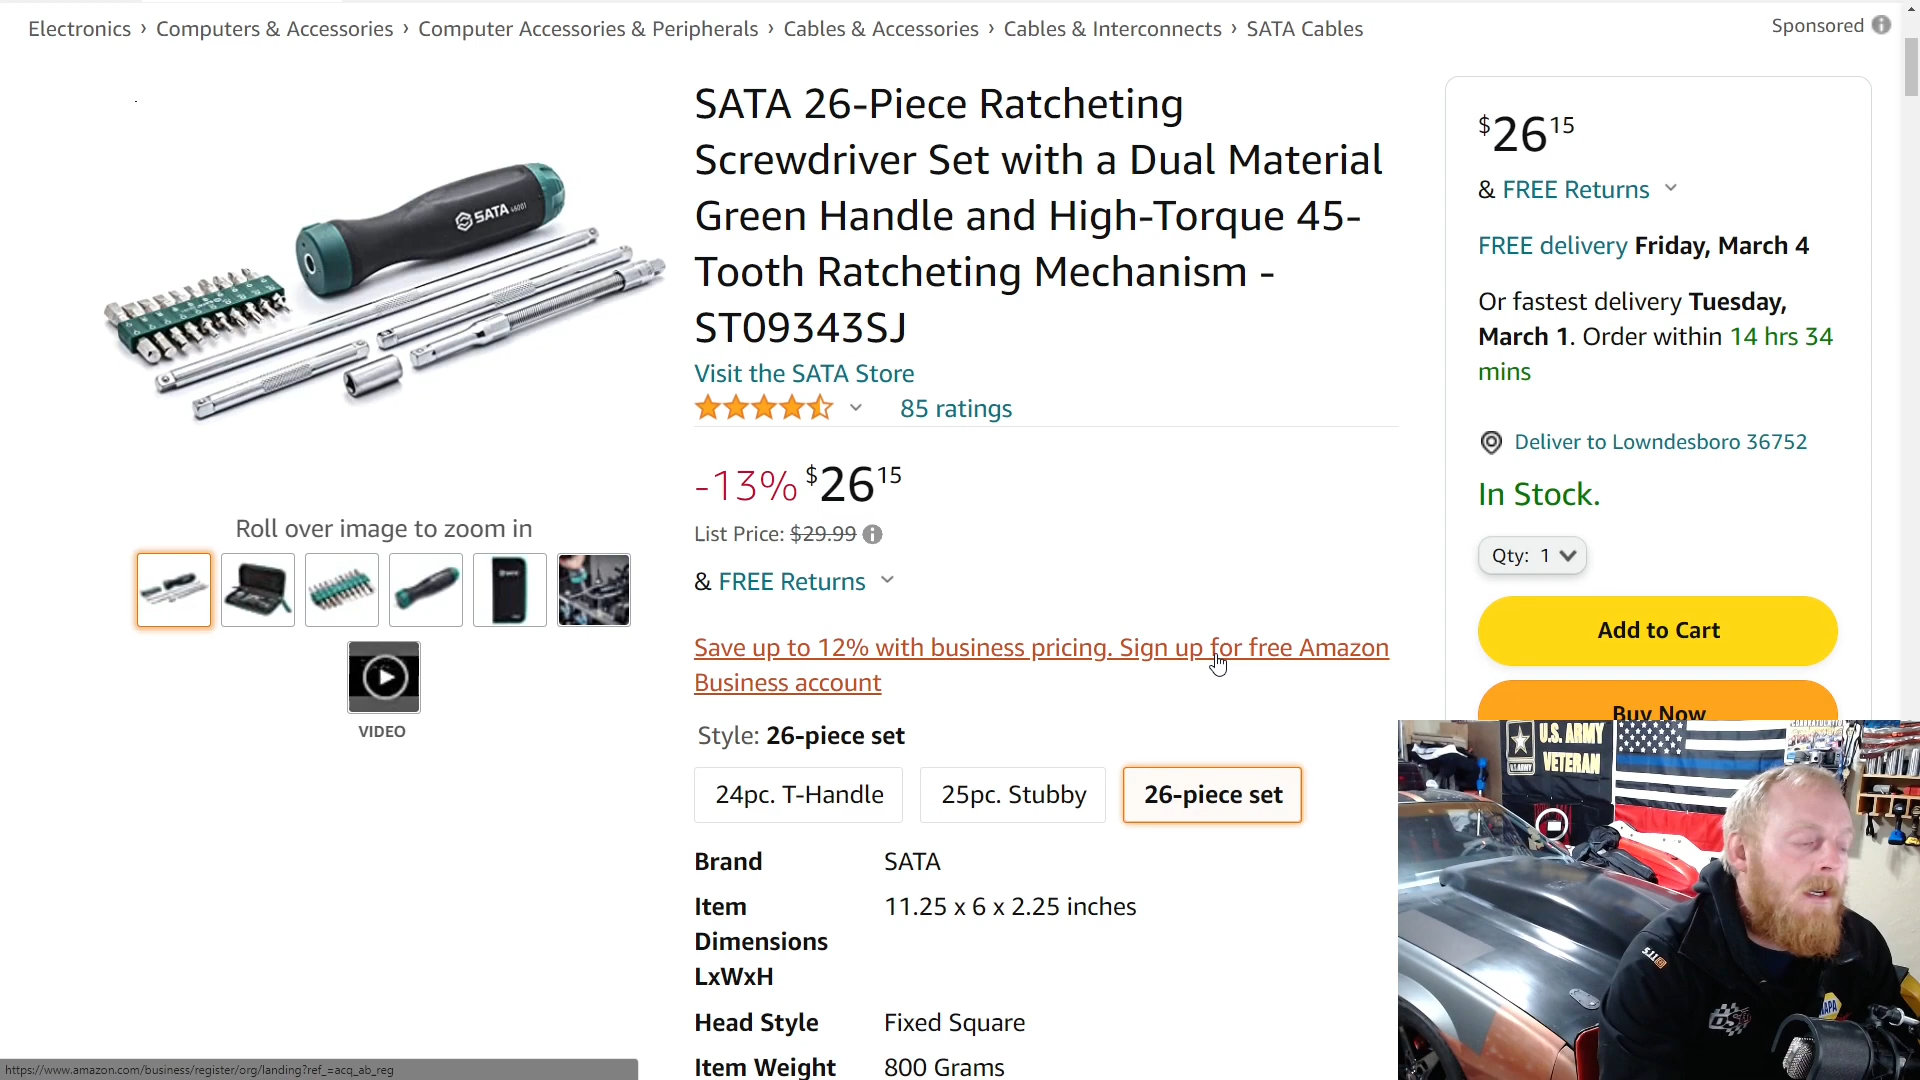 Electronics › Computers & Accessories › Computer Accessories & Peripherals › Cables & Accessories › Cables & Interconnects › SATA Cables
Sponsored
SATA 26-Piece Ratcheting
Screwdriver Set with a Dual Material
Green Handle and High-Torque 45-
Tooth Ratcheting Mechanism -
ST09343SJ
Visit the SATA Store
85 ratings
-13% $26 15
List Price: $29.99
& FREE Returns
Save up to 12% with business pricing. Sign up for free Amazon
Business account
Style: 26-piece set
24pc. T-Handle
25pc. Stubby
26-piece set
Brand SATA
Item 11.25 x 6 x 2.25 inches
Dimensions
LxWxH
Head Style Fixed Square
Item Weight 800 Grams
SATA 46001
Roll over image to zoom in
VIDEO
$26 15
& FREE Returns
FREE delivery Friday, March 4
Or fastest delivery Tuesday,
March 1. Order within 14 hrs 34
mins
Deliver to Lowndesboro 36752
In Stock.
Qty: 1
Add to Cart
Buy Now
U.S. ARMY
VETERAN
NAPA
https://www.amazon.com/business/register/org/landing?ref_=acq_ab_reg